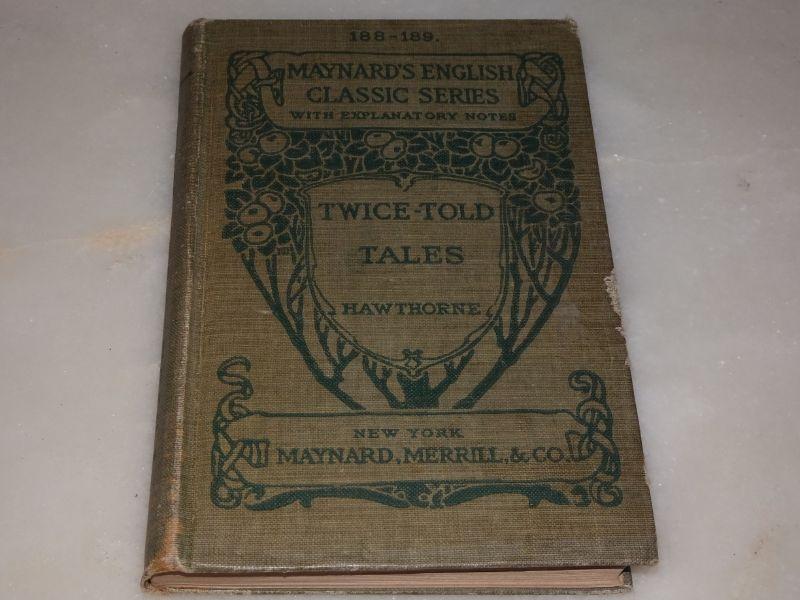 188-189.
MAYNARD'S ENGLISH
CLASSIC SERIES
WITH EXPLANATORY NOTES
TWICE-TOLD
TALES
HAWTHORNE
NEW YORK
MAYNARD, MERRILL, & CO.